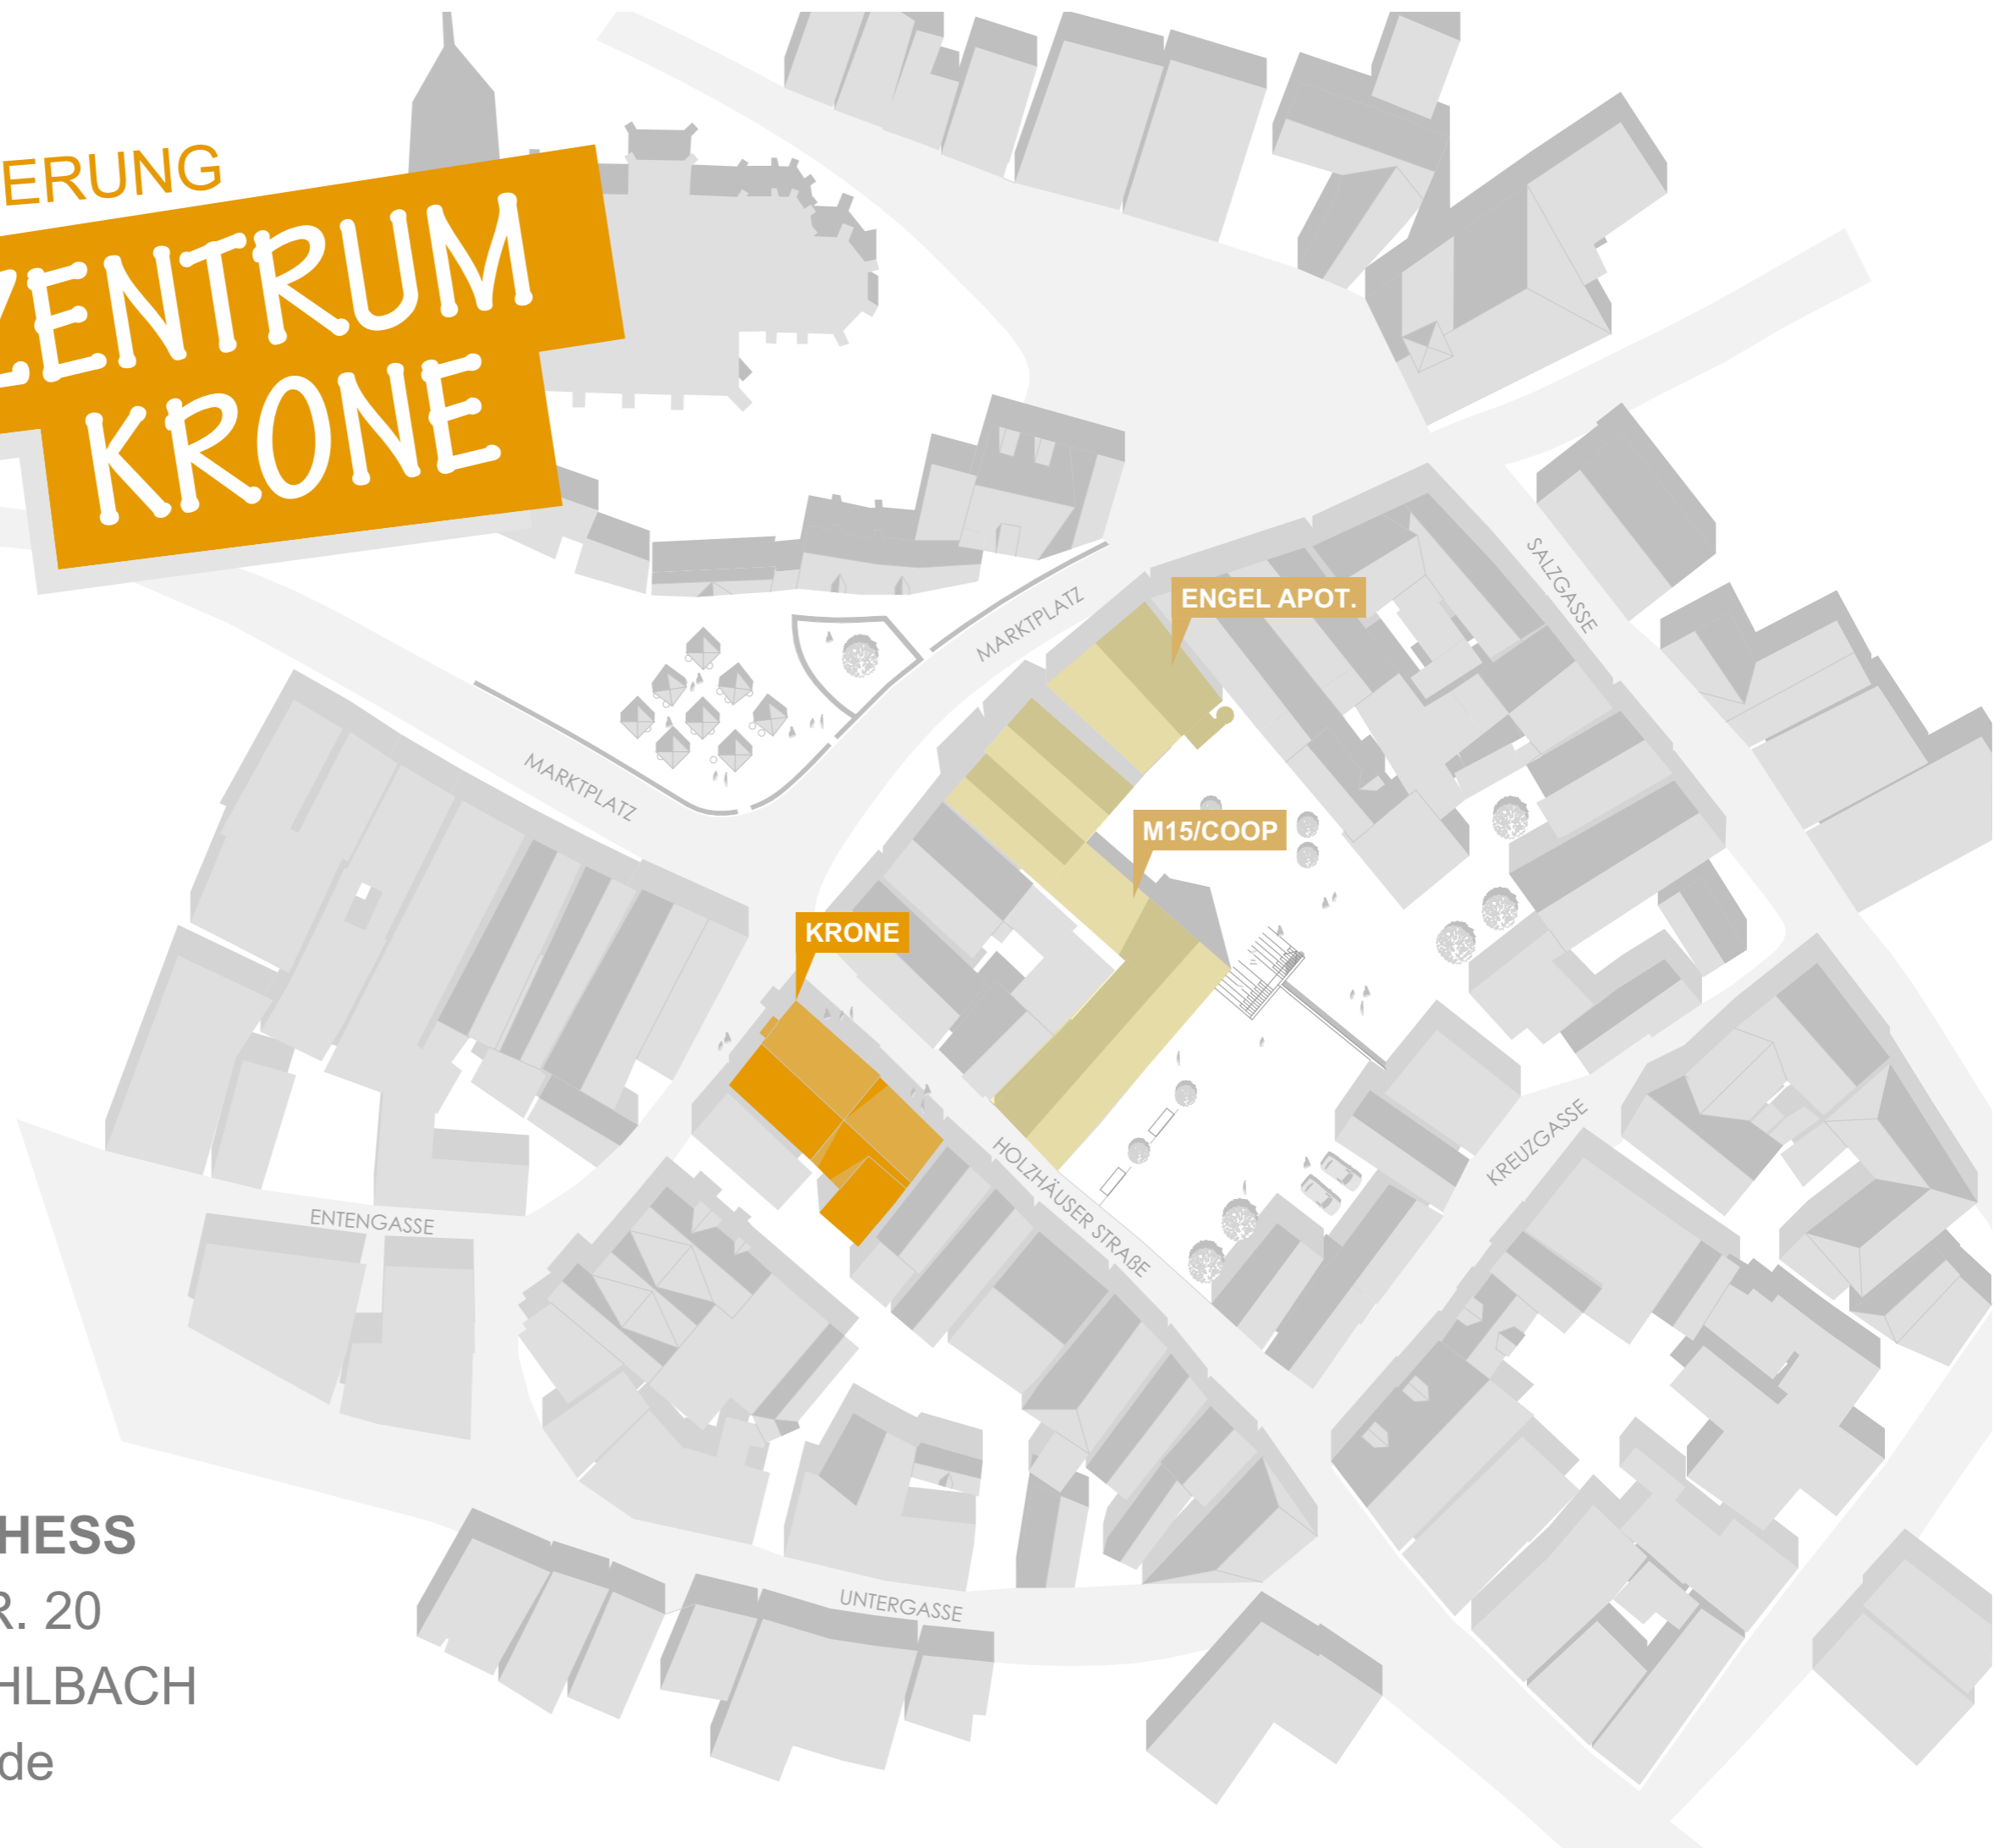 ERUNG
ZENTRUM
KRONE
MARKTPLATZ
SALZGASSE
ENGEL APOT.
MARKTPLATZ
M15/COOP
KRONE
HOLZHÄUSER STRAßE
KREUZGASSE
ENTENGASSE
UNTERGASSE
HESS
R. 20
HLBACH
de